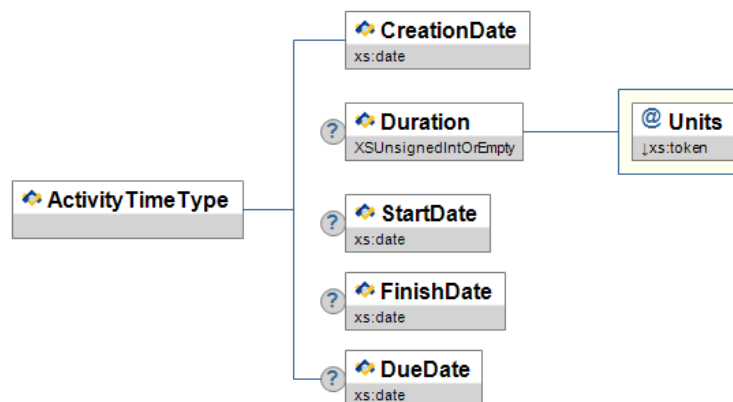 CreationDate
xs:date
? Duration
XSUnsignedIntOrEmpty
@ Units
↓xs:token
ActivityTimeType
? StartDate
xs:date
? FinishDate
xs:date
? DueDate
xs:date